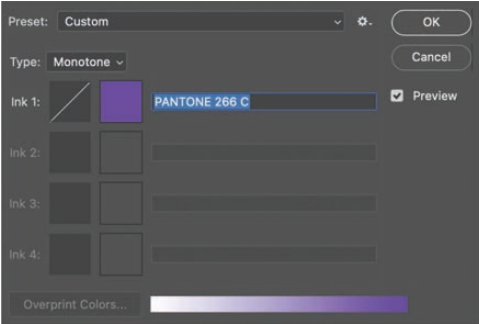 Preset: Custom OK
Type: Monotone Cancel
Ink 1: PANTONE 266 C Preview
Ink 2:
Ink 3:
Ink 4:
Overprint Colors...